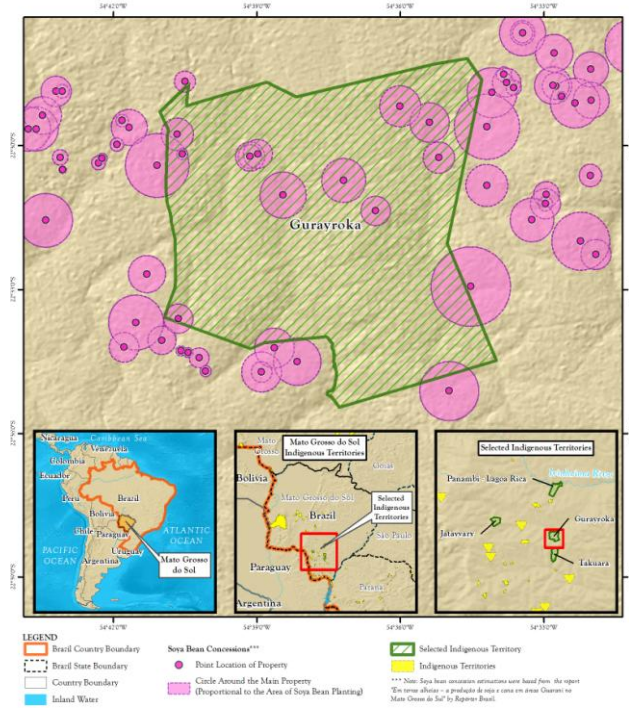 54°42'0"W
54°39'0"W
54°36'0"W
54°33'0"W
Gurayroka
Nicaragua
Caribbean Sea
Venezuela
Colombia
Ecuador
Peru
Brazil
Bolivia
Chile
Paraguay
Uruguay
Argentina
PACIFIC
OCEAN
ATLANTIC
OCEAN
Mato Grosso
do Sol
Mato Grosso do Sol
Indigenous Territories
Mato
Grosso
Goias
Bolivia
Mato Grosso do Sul
Brazil
Selected
Indigenous
Territories
São Paulo
Paraguay
Parana
Argentina
Selected Indigenous Territories
Panambi - Lagoa Rica
River
Jatayvary
Gurayroka
Takuara
54°39'0"W
54°36'0"W
54°33'0"W
LEGEND
Brazil Country Boundary
Brazil State Boundary
Country Boundary
Inland Water
Soya Bean Concessions***
Point Location of Property
Circle Around the Main Property
(Proportional to the Area of Soya Bean Planting)
Selected Indigenous Territory
Indigenous Territories
*** Note: Soya bean concession estimations were based from the report
"Em terras alheias - a produção de soja e cana em áreas Guarani no
Mato Grosso do Sul" by Repórter Brasil.